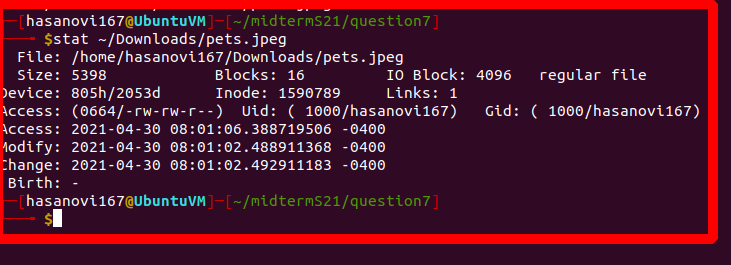 [hasanovi167@UbuntuVM]─[~/midtermS21/question7]
$stat ~/Downloads/pets.jpeg
File: /home/hasanovi167/Downloads/pets.jpeg
Size: 5398 Blocks: 16 IO Block: 4096 regular file
Device: 805h/2053d Inode: 1590789 Links: 1
Access: (0664/-rw-rw-r--) Uid: ( 1000/hasanovi167) Gid: ( 1000/hasanovi167)
Access: 2021-04-30 08:01:06.388719506 -0400
Modify: 2021-04-30 08:01:02.488911368 -0400
Change: 2021-04-30 08:01:02.492911183 -0400
Birth: -
[hasanovi167@UbuntuVM]─[~/midtermS21/question7]
$